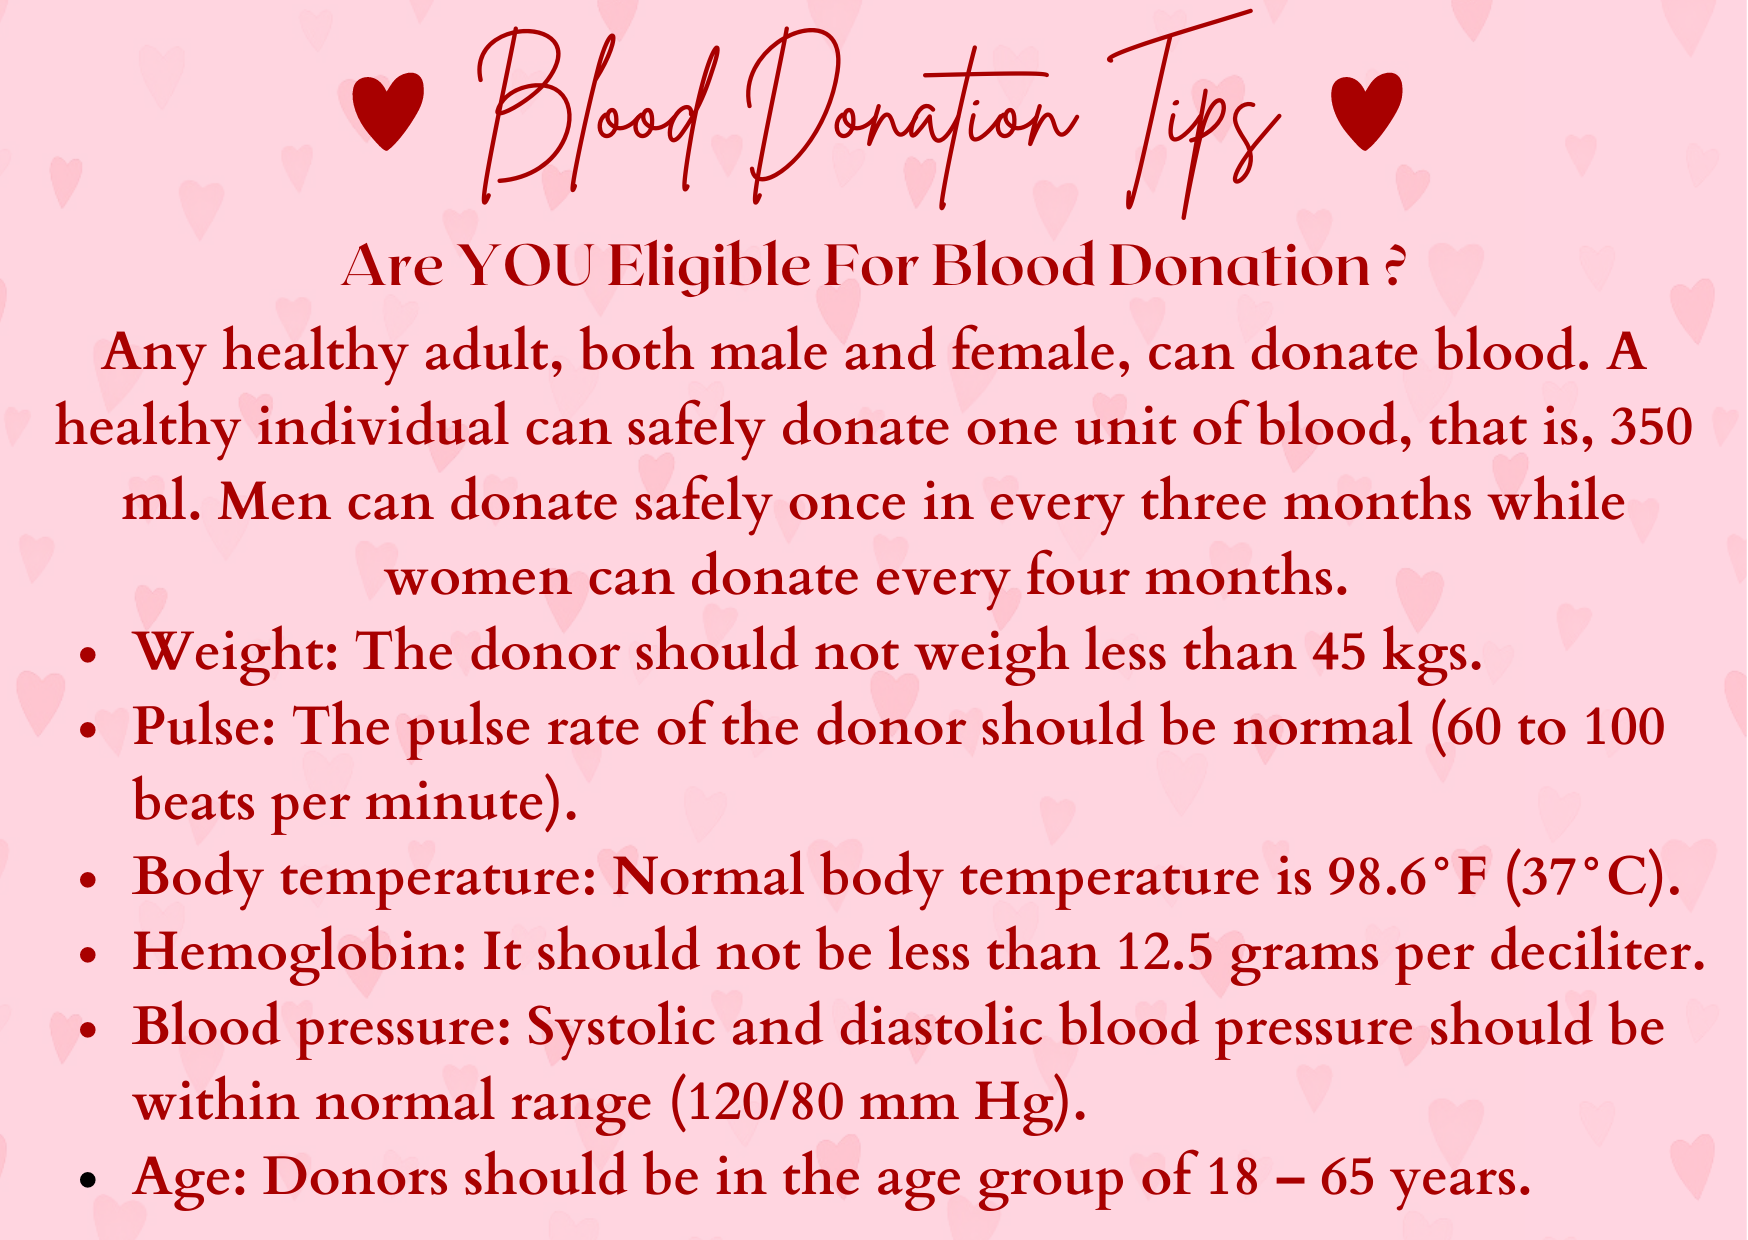 Blood Donation Tips
Are YOU Eligible For Blood Donation ?
Any healthy adult, both male and female, can donate blood. A
healthy individual can safely donate one unit of blood, that is, 350
ml. Men can donate safely once in every three months while
women can donate every four months.
• Weight: The donor should not weigh less than 45 kgs.
• Pulse: The pulse rate of the donor should be normal (60 to 100
beats per minute).
• Body temperature: Normal body temperature is 98.6°F (37°C).
• Hemoglobin: It should not be less than 12.5 grams per deciliter.
• Blood pressure: Systolic and diastolic blood pressure should be
within normal range (120/80 mm Hg).
• Age: Donors should be in the age group of 18 – 65 years.